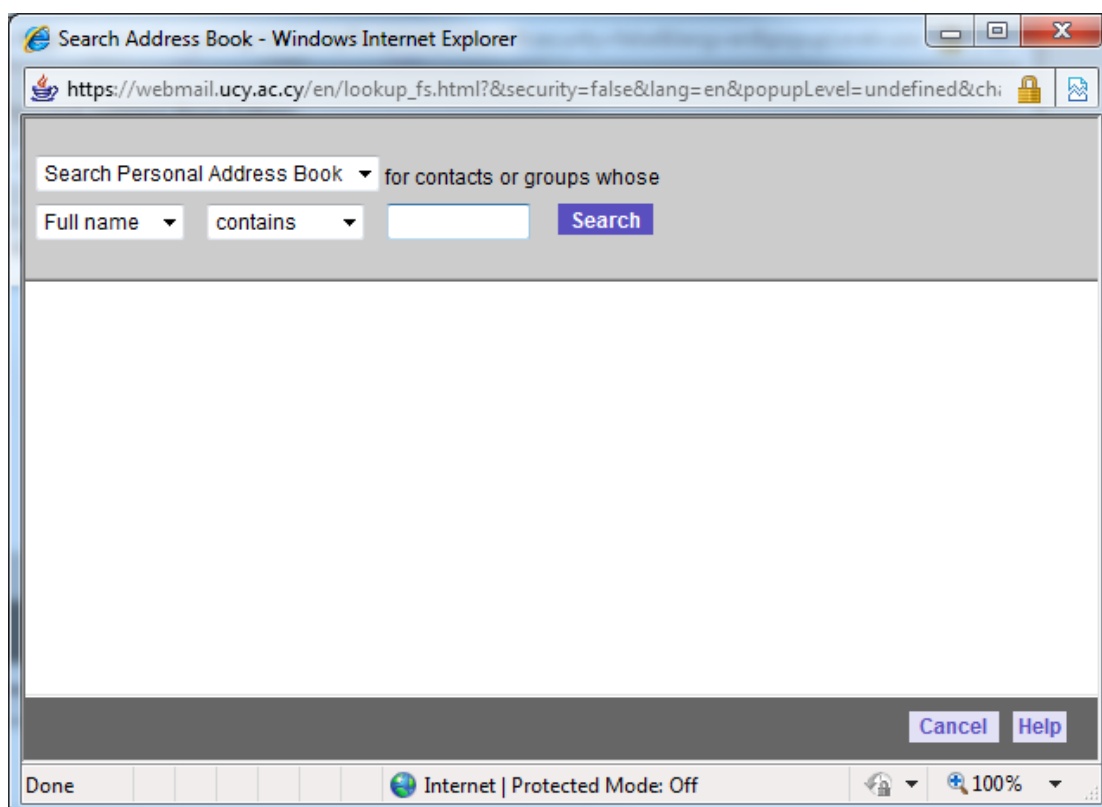 Search Address Book - Windows Internet Explorer
https://webmail.ucy.ac.cy/en/lookup_fs.html?&security=false&lang=en&popupLevel=undefined&cha
Search Personal Address Book for contacts or groups whose
Full name contains Search
Cancel Help
Done Internet | Protected Mode: Off 100%